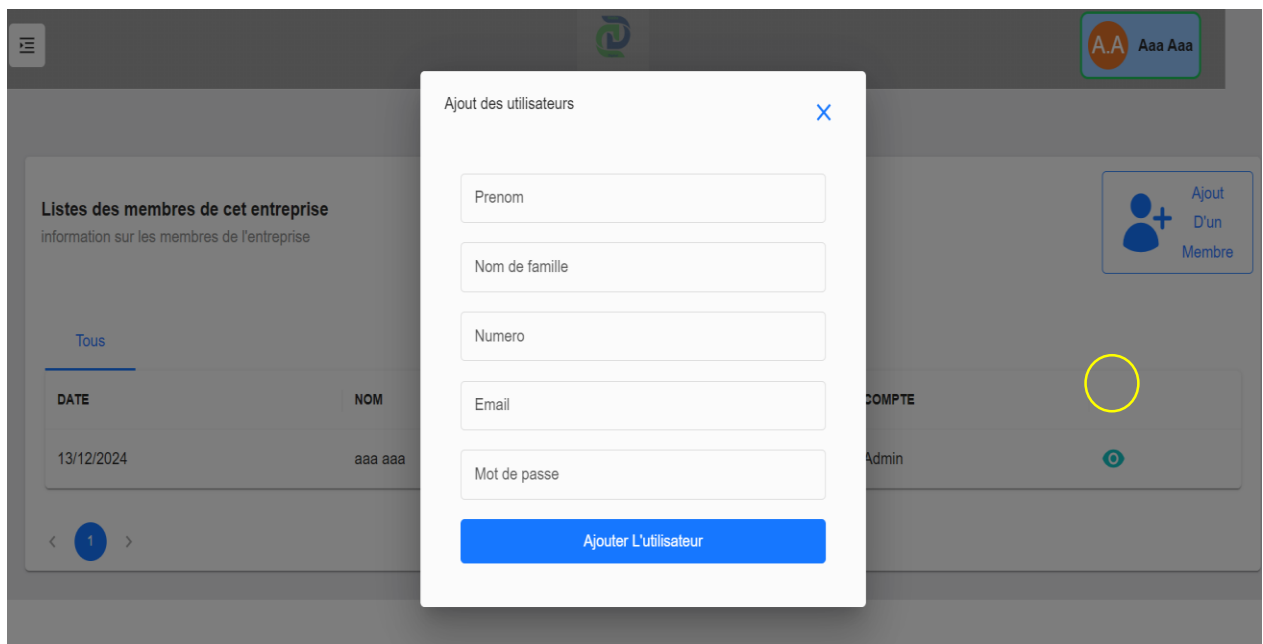 A.A Aaa Aaa
Ajout des utilisateurs
X
Prenom
Nom de famille
Numero
Email
Mot de passe
Ajouter L'utilisateur
Listes des membres de cet entreprise
information sur les membres de l'entreprise
Ajout
D'un
Membre
Tous
DATE NOM COMPTE
13/12/2024 aaa aaa Admin
< 1 >